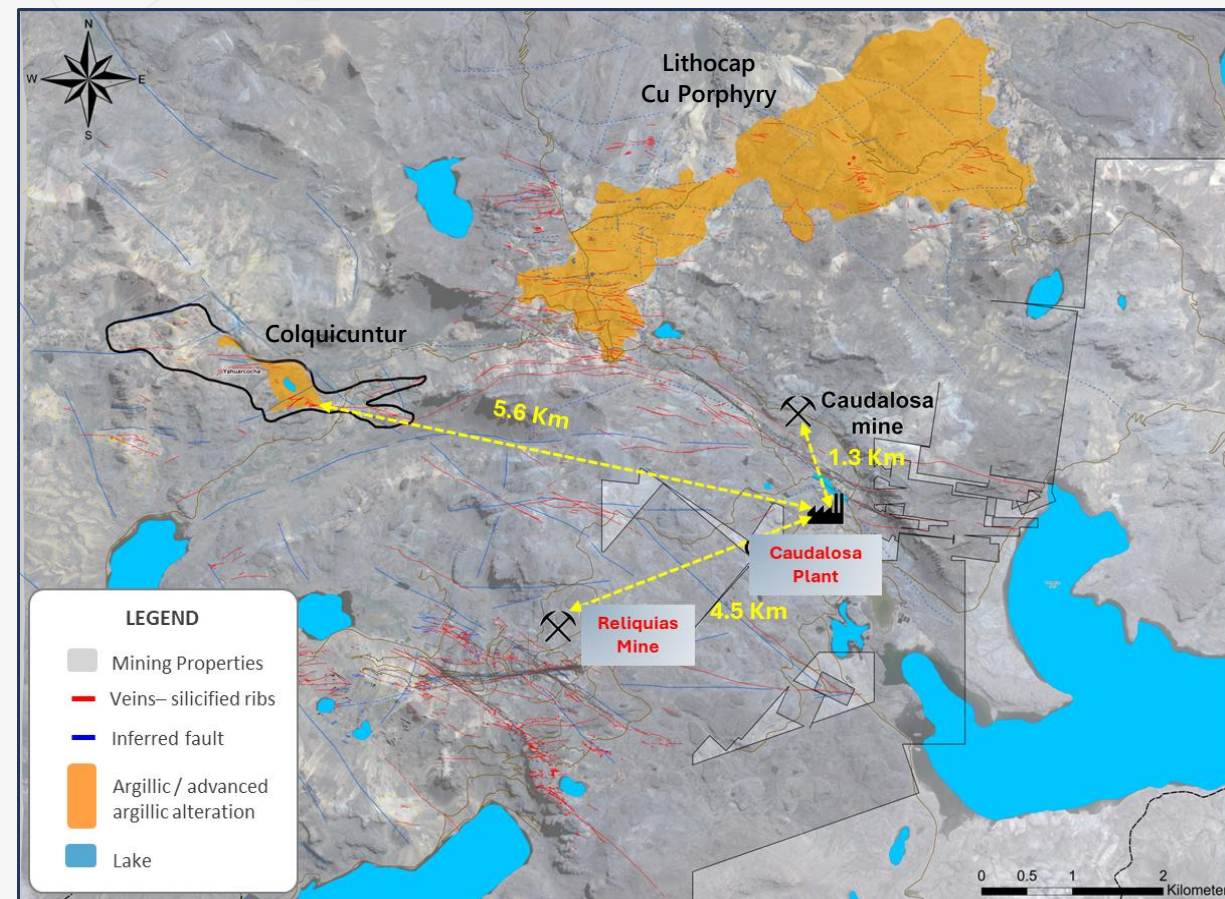 N
W
E
S
Lithocap
Cu Porphyry
Colquicuntur
Yahuarcocha
5.6 Km
Caudalosa
mine
1.3 Km
Caudalosa
Plant
4.5 Km
Reliquias
Mine
LEGEND
Mining Properties
Veins– silicified ribs
Inferred fault
Argillic / advanced
argillic alteration
Lake
0 0.5 1 2
Kilometer